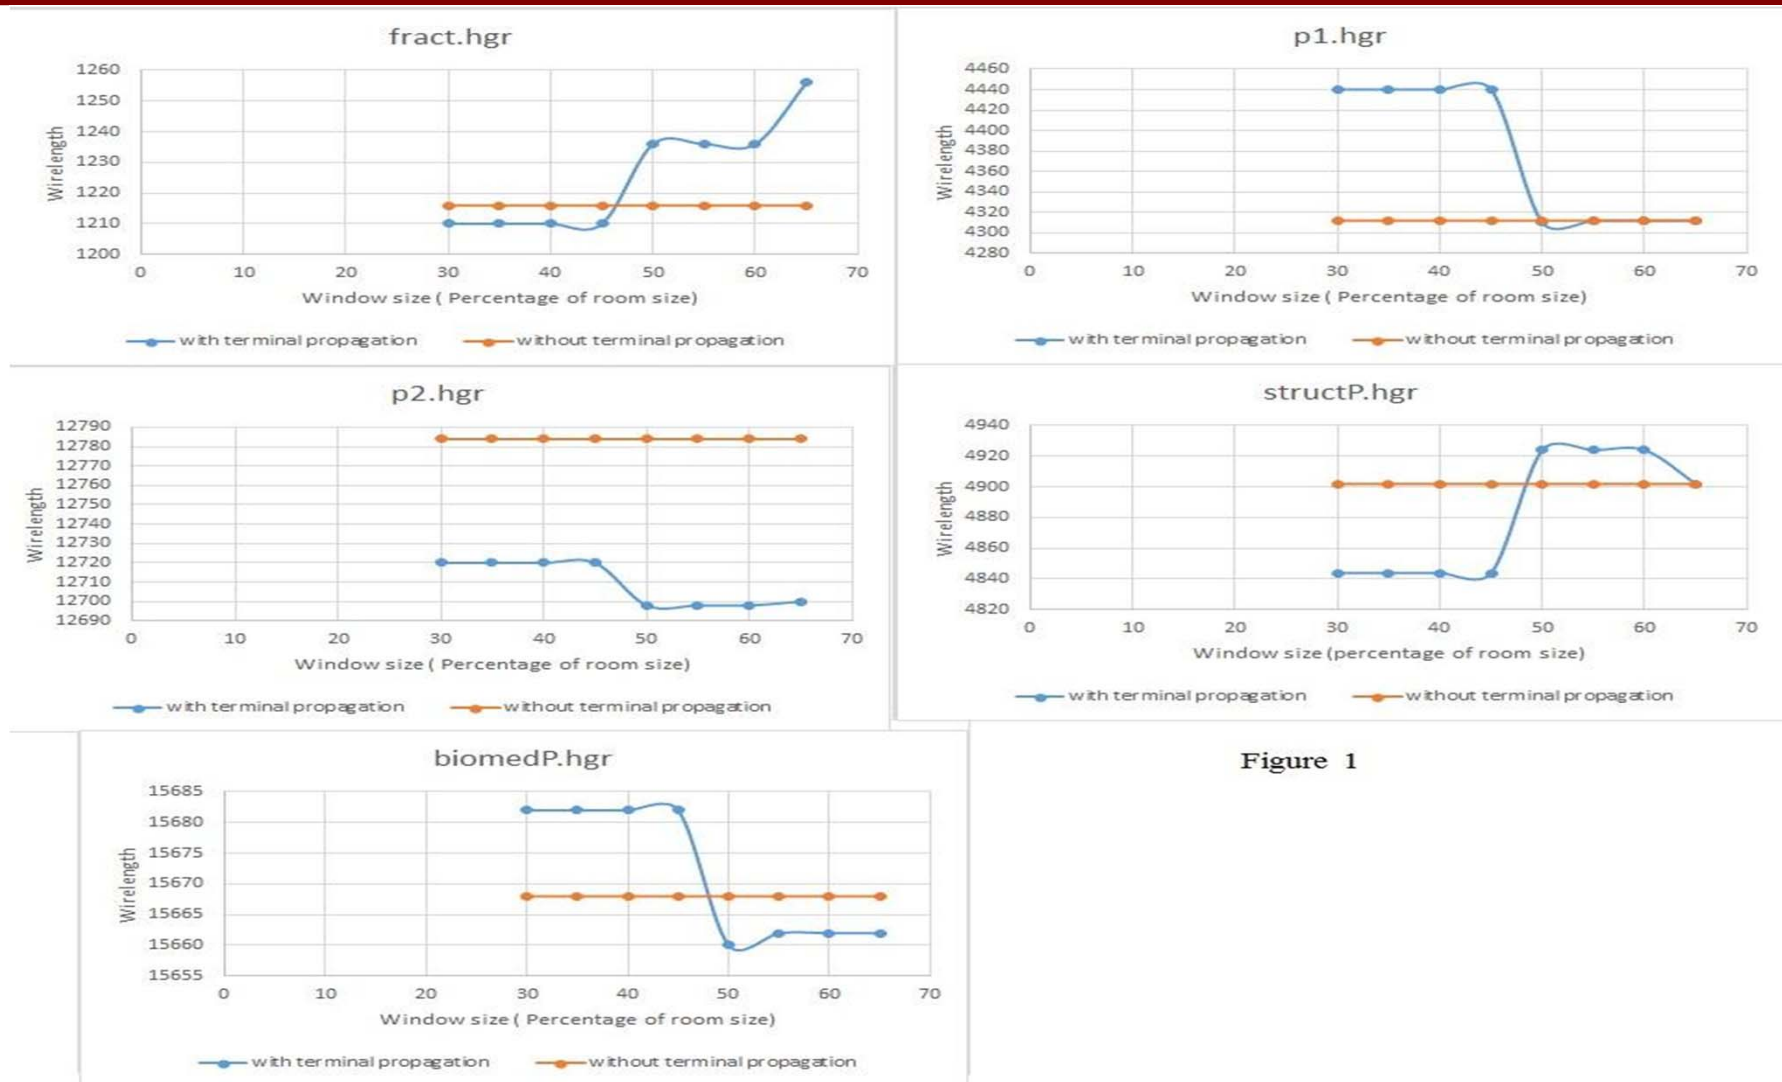 fract.hgr
1260
1250
1240
1230
1220
1210
1200
Wirelength
0 10 20 30 40 50 60 70
Window size ( Percentage of room size)
with terminal propagation without terminal propagation
p1.hgr
4460
4440
4420
4400
4380
4360
4340
4320
4300
4280
Wirelength
0 10 20 30 40 50 60 70
Window size ( Percentage of room size)
with terminal propagation without terminal propagation
p2.hgr
12790
12780
12770
12760
12750
12740
12730
12720
12710
12700
12690
Wirelength
0 10 20 30 40 50 60 70
Window size ( Percentage of room size)
with terminal propagation without terminal propagation
structP.hgr
4940
4920
4900
4880
4860
4840
4820
Wirelength
0 10 20 30 40 50 60 70
Window size (percentage of room size)
with terminal propagation without terminal propagation
biomedP.hgr
15685
15680
15675
15670
15665
15660
15655
Wirelength
0 10 20 30 40 50 60 70
Window size ( Percentage of room size)
with terminal propagation without terminal propagation
Figure 1